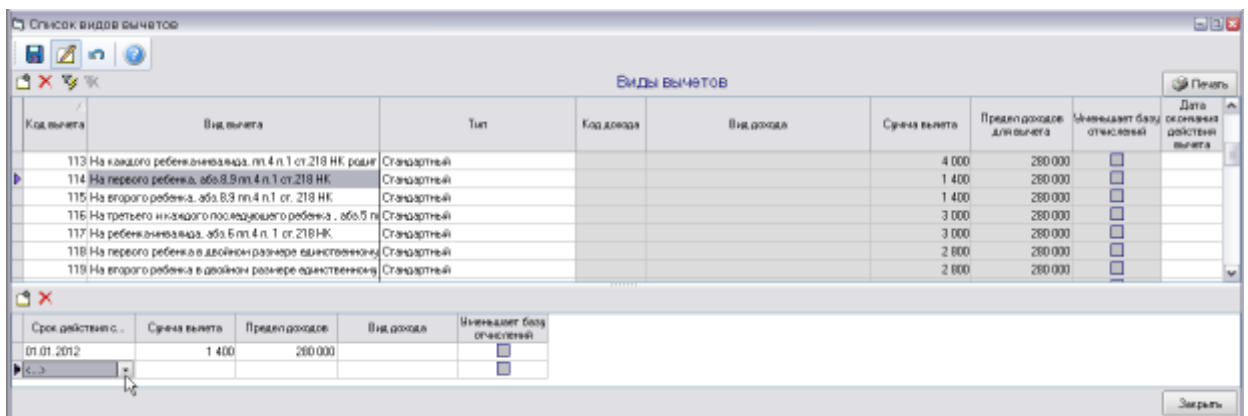 Список видов вычетов
Виды вычетов
Печать
Код вычета Вид вычета Тип Код дохода Вид дохода Сумма вычета Предел доходов для вычета Уменьшает базу отчислений Дата окончания действия вычета
113 На каждого ребенка-инвалида, пп.4 п.1 ст.218 НК родит Стандартный 4 000 280 000
114 На первого ребенка, абз.8,9 пп.4 п.1 ст.218 НК Стандартный 1 400 280 000
115 На второго ребенка, абз.8,9 пп.4 п.1 ст. 218 НК Стандартный 1 400 280 000
116 На третьего и каждого последующего ребенка , абз.5 п Стандартный 3 000 280 000
117 На ребенка-инвалида, абз.6 пп.4 п. 1 ст.218 НК Стандартный 3 000 280 000
118 На первого ребенка в двойном размере единственному Стандартный 2 800 280 000
119 На второго ребенка в двойном размере единственному Стандартный 2 800 280 000
Срок действия с... Сумма вычета Предел доходов Вид дохода Уменьшает базу отчислений
01.01.2012 1 400 280 000
<...>
Закрыть